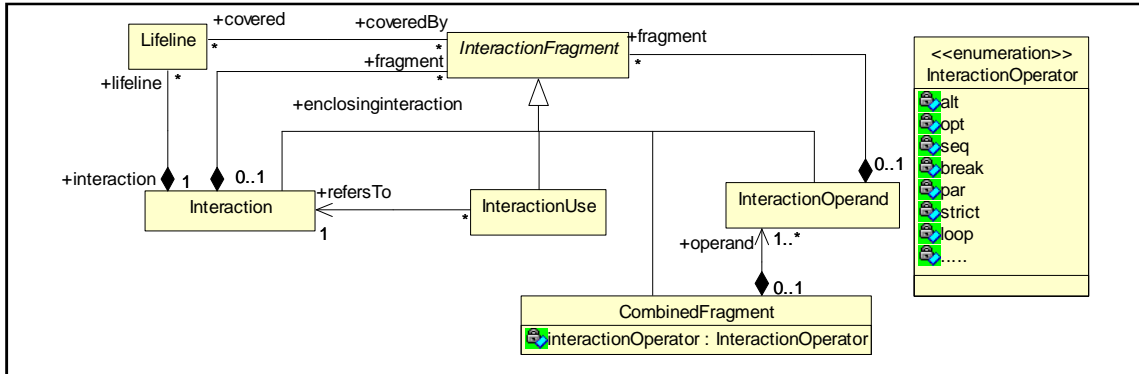 +covered
+coveredBy
Lifeline
*
*
InteractionFragment
+fragment
*
+fragment
*
+lifeline
*
+enclosinginteraction
<<enumeration>>
InteractionOperator
alt
opt
seq
break
par
strict
loop
.....
+interaction
1
0..1
Interaction
+refersTo
1
*
InteractionUse
0..1
InteractionOperand
+operand
1..*
0..1
CombinedFragment
interactionOperator : InteractionOperator